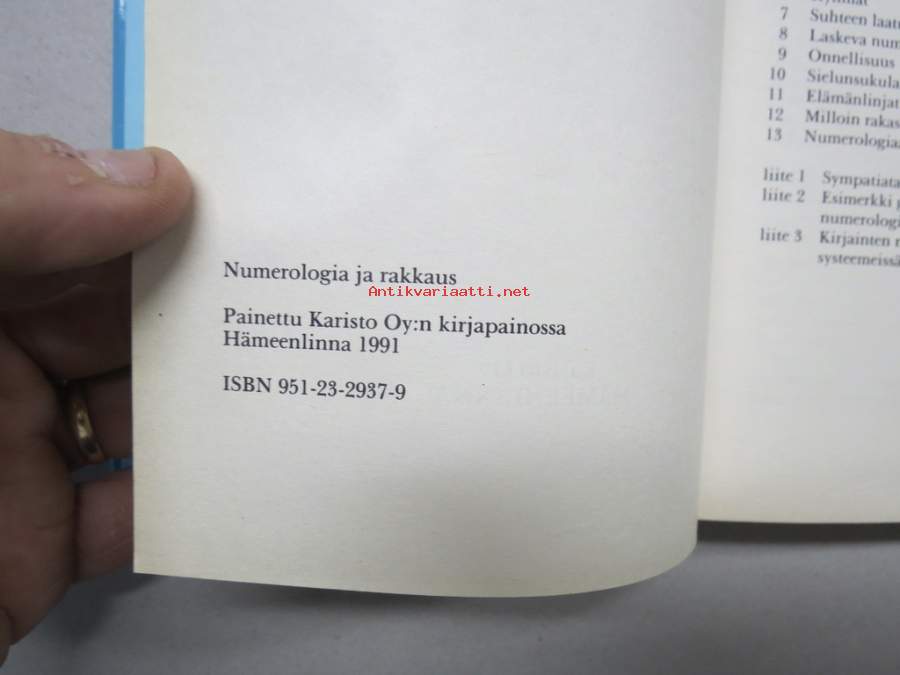 Numerologia ja rakkaus
Antikvariaatti.net
Painettu Karisto Oy:n kirjapainossa
Hämeenlinna 1991
ISBN 951-23-2937-9
7 Suhteen laat
8 Laskeva num
9 Onnellisuus
10 Sielunsukula
11 Elämänlinjat
12 Milloin rakas
13 Numerologia
liite 1 Sympatiata
liite 2 Esimerkki
numerologi
liite 3 Kirjainten
systeemeissä